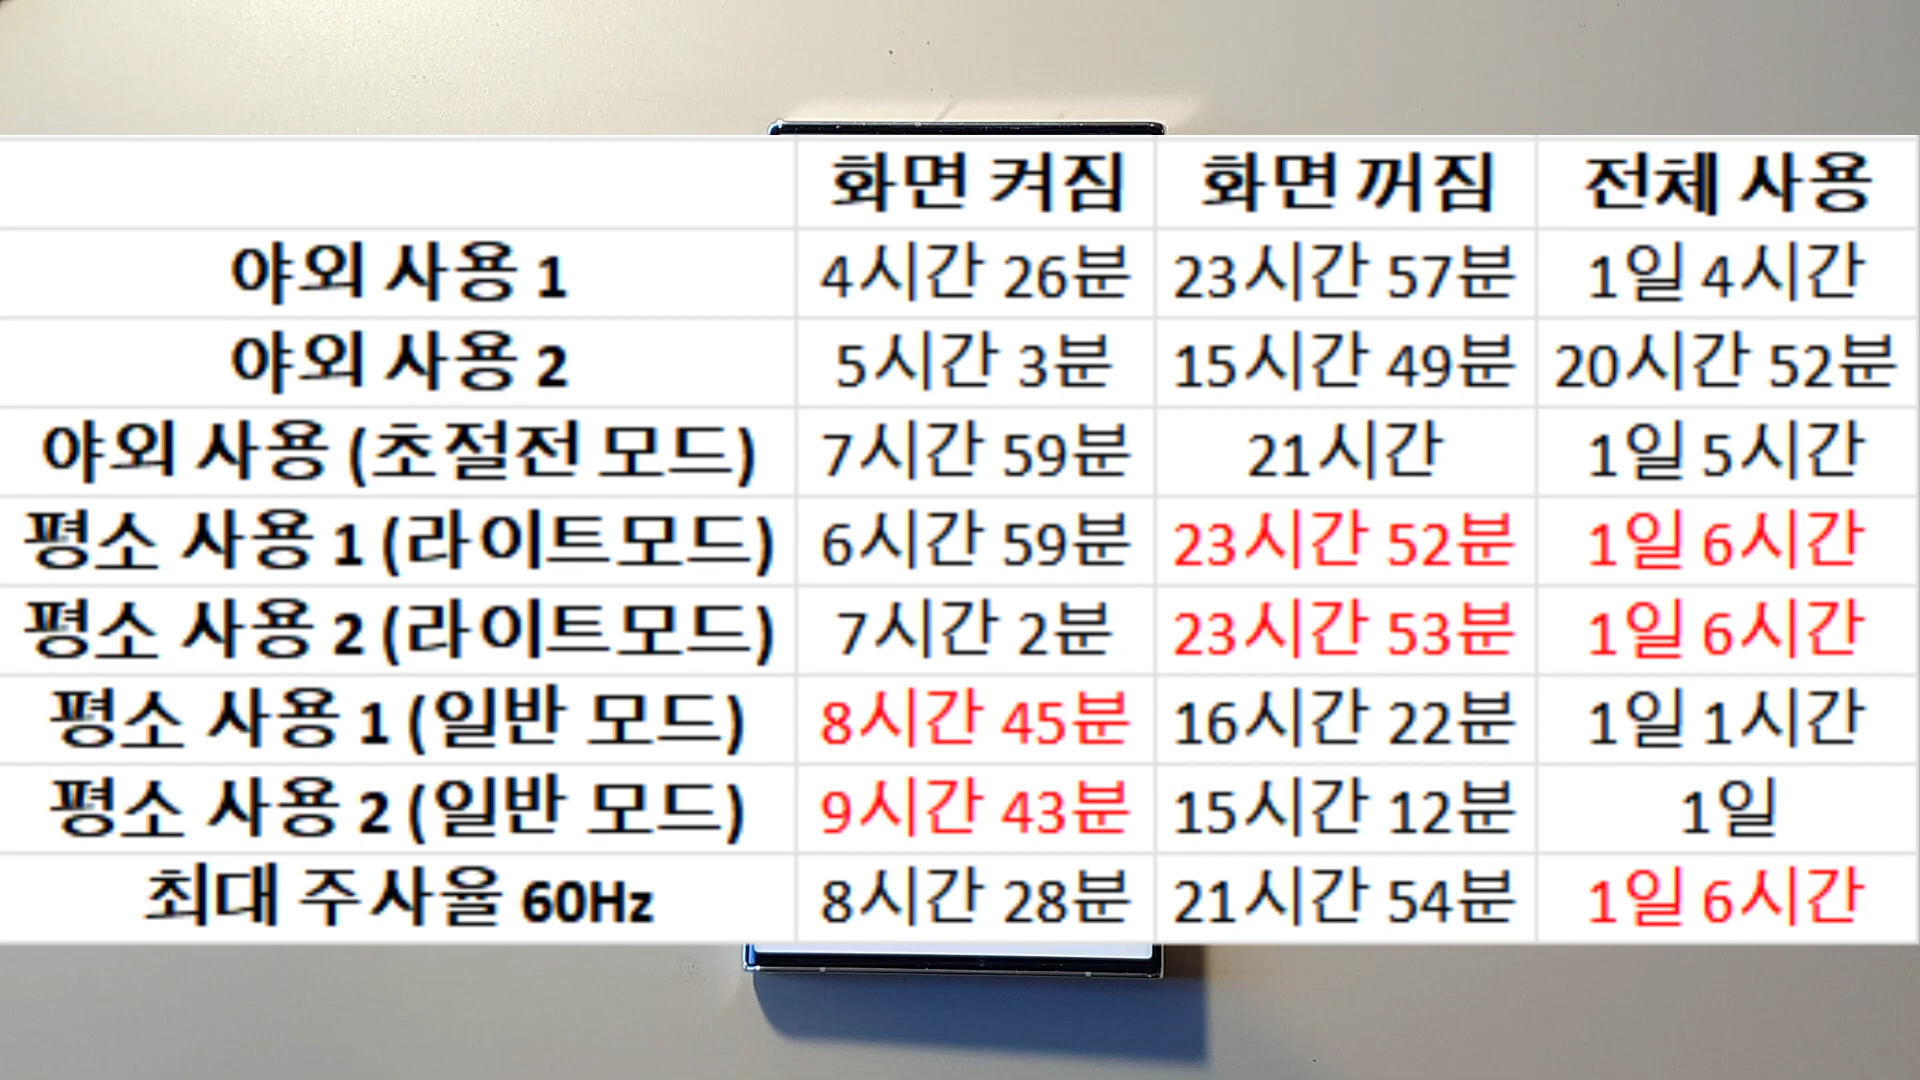 화면 켜짐 화면 꺼짐 전체 사용
야외 사용 1 4시간 26분 23시간 57분 1일 4시간
야외 사용 2 5시간 3분 15시간 49분 20시간 52분
야외 사용 (초절전 모드) 7시간 59분 21시간 1일 5시간
평소 사용 1 (라이트모드) 6시간 59분 23시간 52분 1일 6시간
평소 사용 2 (라이트모드) 7시간 2분 23시간 53분 1일 6시간
평소 사용 1 (일반 모드) 8시간 45분 16시간 22분 1일 1시간
평소 사용 2 (일반 모드) 9시간 43분 15시간 12분 1일
최대 주사율 60Hz 8시간 28분 21시간 54분 1일 6시간